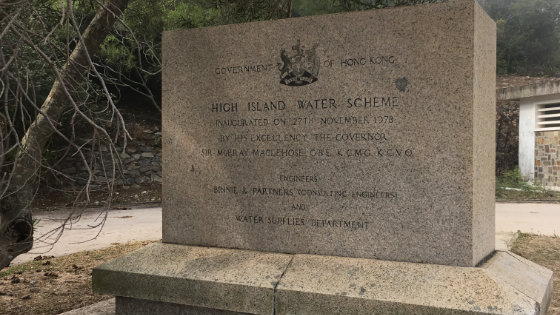 GOVERNMENT OF HONG KONG
HIGH ISLAND WATER SCHEME
INAUGURATED ON 27TH NOVEMBER 1978
BY HIS EXCELLENCY THE GOVERNOR
SIR MURRAY MACLEHOSE, G.B.E., K.C.M.G., K.C.V.O.
ENGINEERS
BINNIE & PARTNERS (CONSULTING ENGINEERS)
AND
WATER SUPPLIES DEPARTMENT